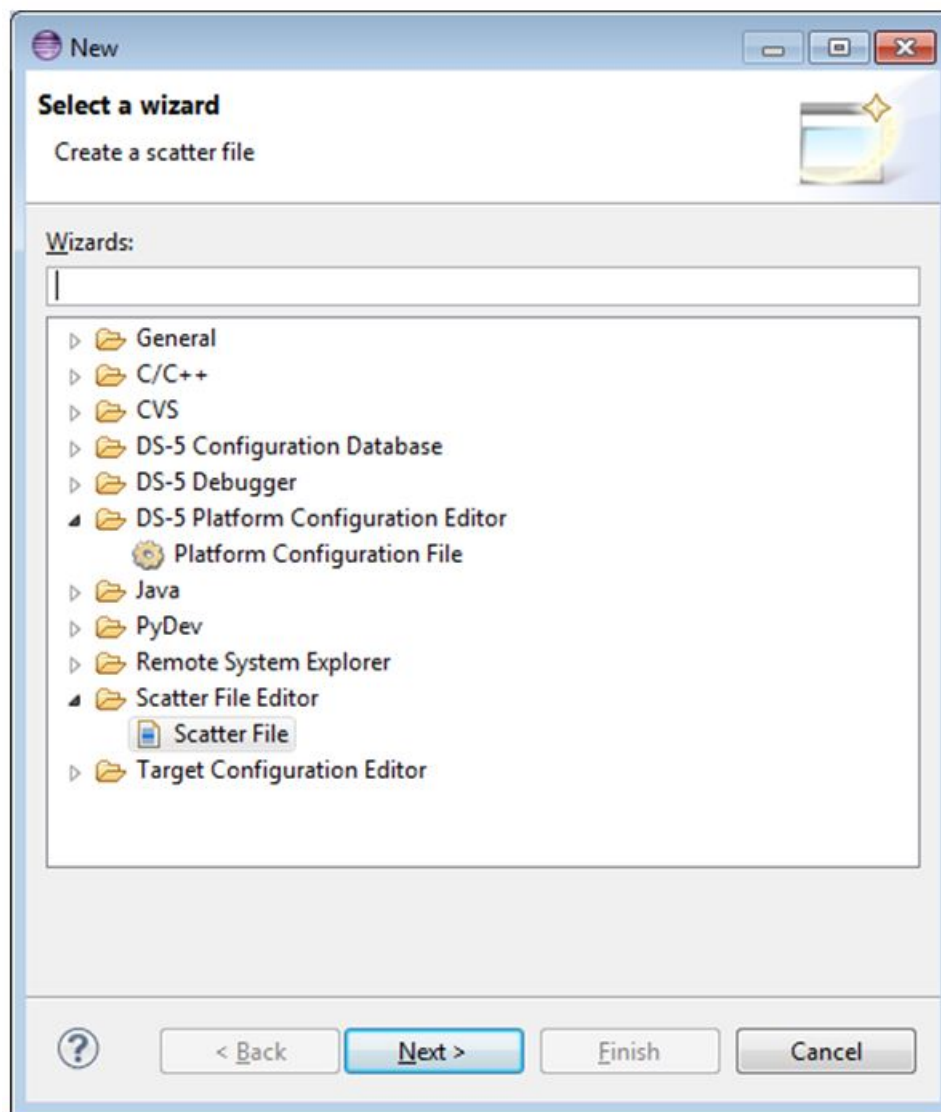 New
Select a wizard
Create a scatter file
Wizards:
General
C/C++
CVS
DS-5 Configuration Database
DS-5 Debugger
DS-5 Platform Configuration Editor
Platform Configuration File
Java
PyDev
Remote System Explorer
Scatter File Editor
Scatter File
Target Configuration Editor
? < Back Next > Finish Cancel